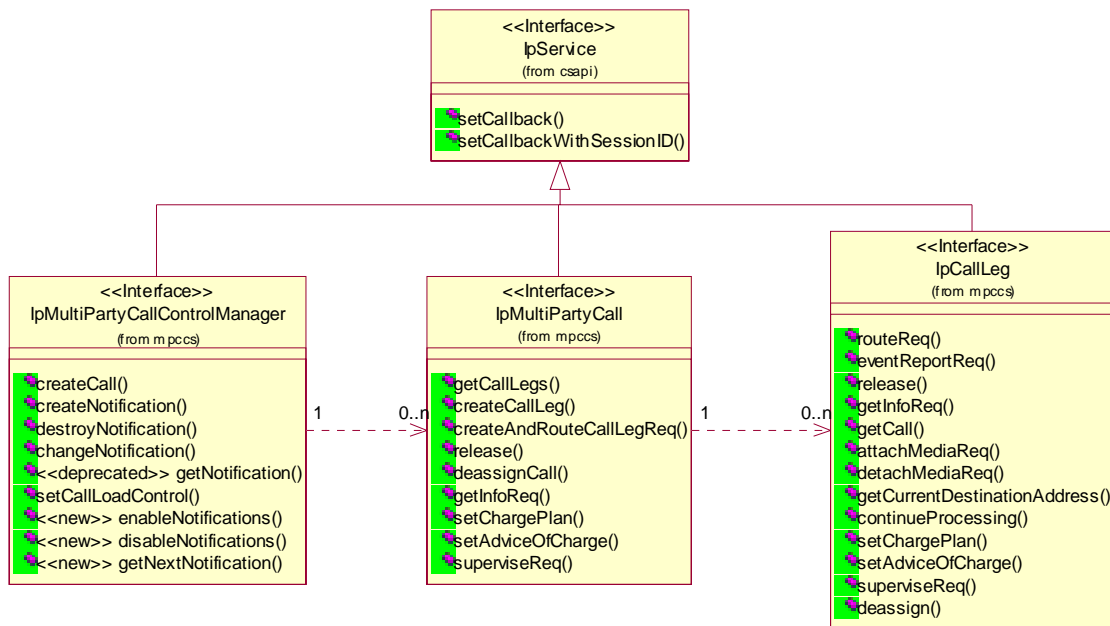 <<Interface>>
IpService
(from csapi)
setCallback()
setCallbackWithSessionID()
<<Interface>>
IpMultiPartyCallControlManager
(from mpccs)
createCall()
createNotification()
destroyNotification()
changeNotification()
<<deprecated>> getNotification()
setCallLoadControl()
<<new>> enableNotifications()
<<new>> disableNotifications()
<<new>> getNextNotification()
1
0..n
<<Interface>>
IpMultiPartyCall
(from mpccs)
getCallLegs()
createCallLeg()
createAndRouteCallLegReq()
release()
deassignCall()
getInfoReq()
setChargePlan()
setAdviceOfCharge()
superviseReq()
1
0..n
<<Interface>>
IpCallLeg
(from mpccs)
routeReq()
eventReportReq()
release()
getInfoReq()
getCall()
attachMediaReq()
detachMediaReq()
getCurrentDestinationAddress()
continueProcessing()
setChargePlan()
setAdviceOfCharge()
superviseReq()
deassign()